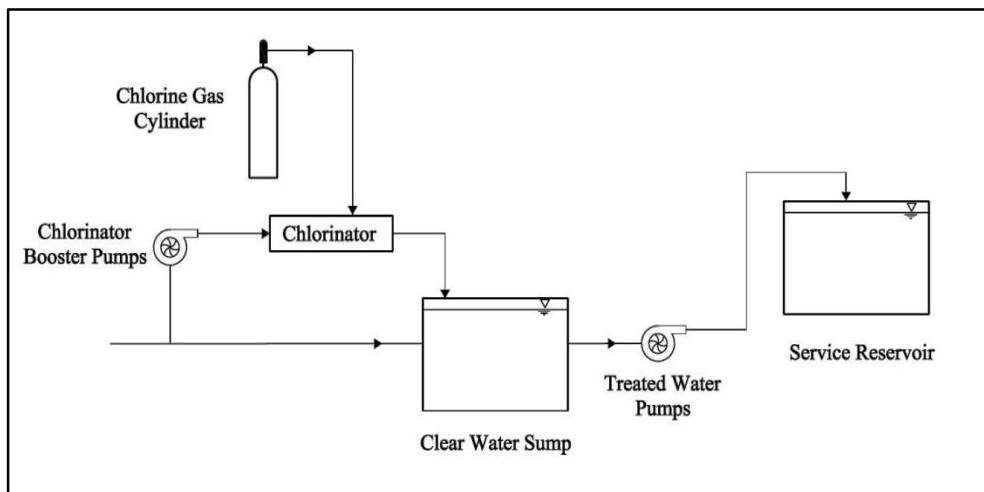 Chlorine Gas
Cylinder
Chlorinator
Booster Pumps
Chlorinator
Service Reservoir
Treated Water
Pumps
Clear Water Sump